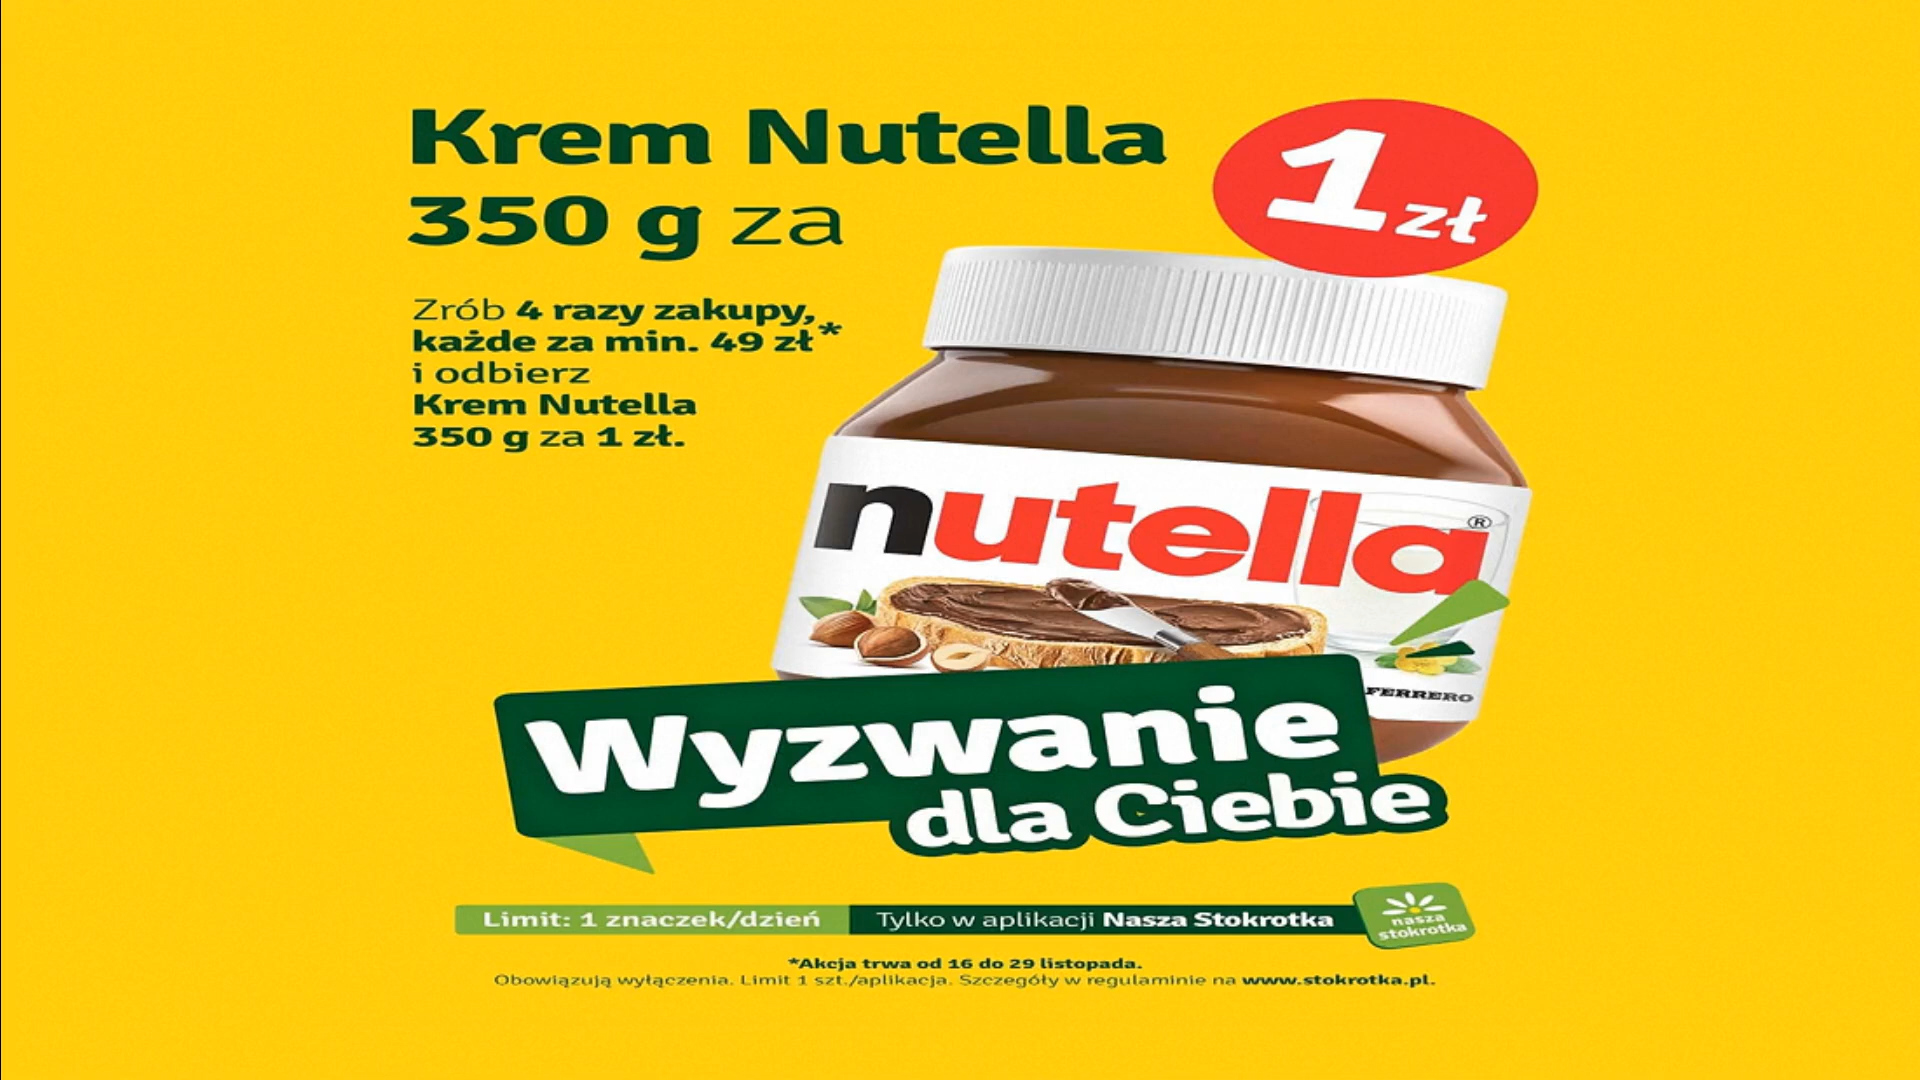 Krem Nutella
350 g za
1 zł
Zrób 4 razy zakupy,
każde za min. 49 zł*
i odbierz
Krem Nutella
350 g za 1 zł.
nutella®
FERRERO
Wyzwanie
dla Ciebie
Limit: 1 znaczek/dzień
Tylko w aplikacji Nasza Stokrotka
nasza
stokrotka
*Akcja trwa od 16 do 29 listopada.
Obowiązują wyłączenia. Limit 1 szt./aplikacja. Szczegóły w regulaminie na www.stokrotka.pl.